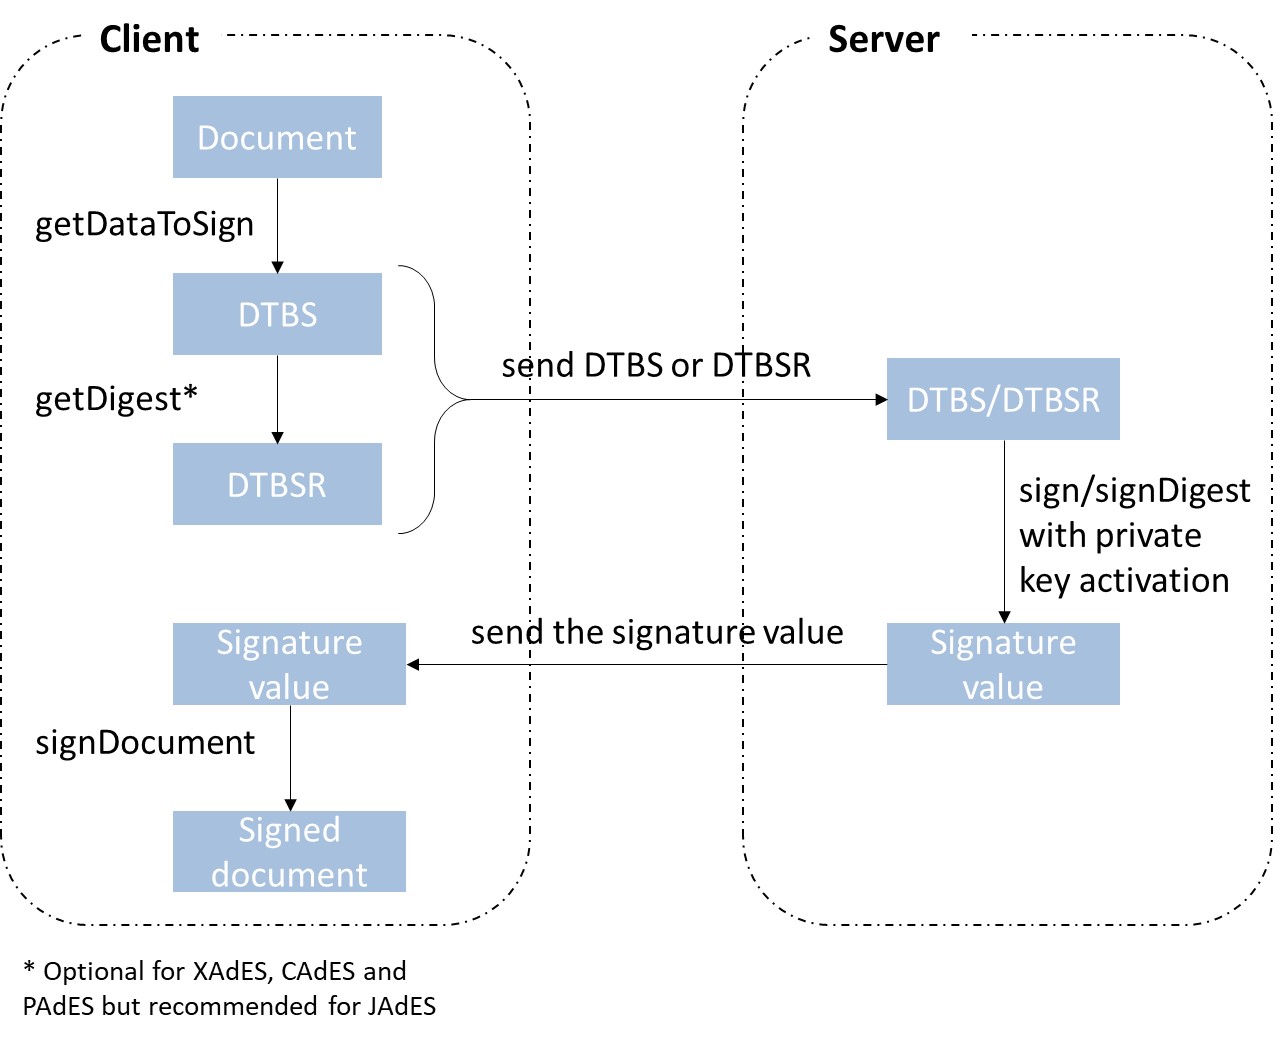 Client
Server
Document
getDataToSign
DTBS
getDigest*
DTBSR
send DTBS or DTBSR
DTBS/DTBSR
sign/signDigest
with private
key activation
Signature
value
send the signature value
Signature
value
signDocument
Signed
document
* Optional for XAdES, CAdES and
PAdES but recommended for JAdES